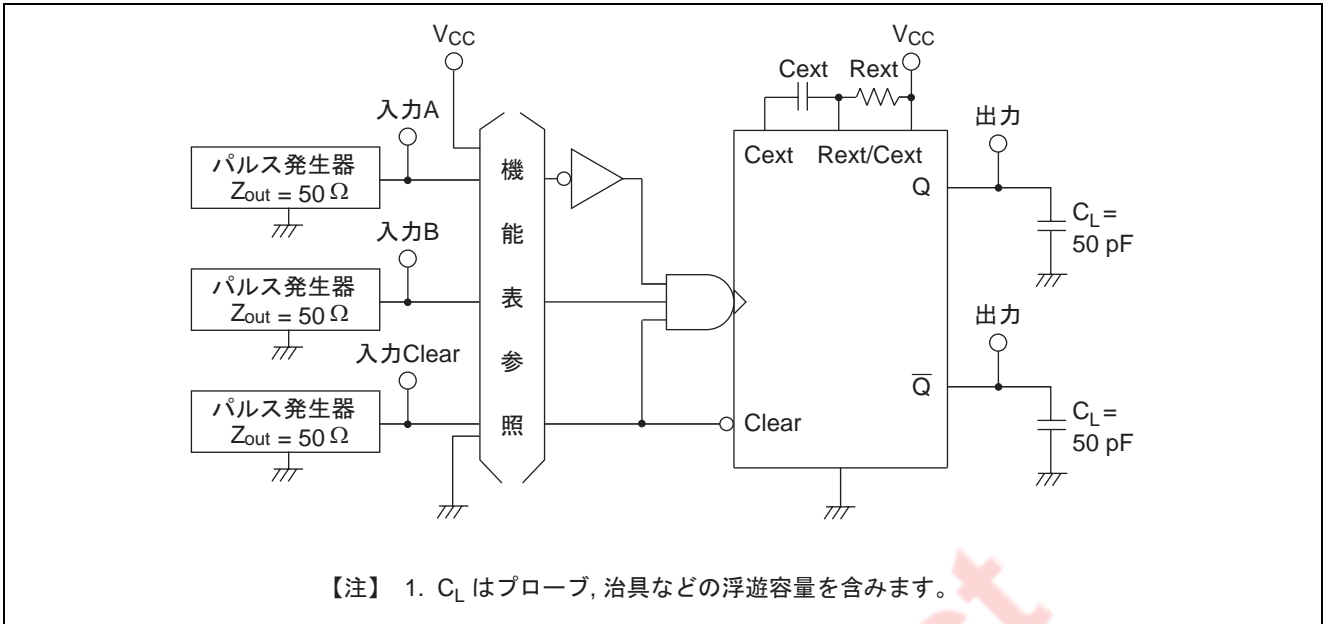 VCC
VCC
Cext Rext
入力A
出力
パルス発生器
Zout = 50 Ω
機能表参照
Cext Rext/Cext
Q
CL =
50 pF
入力B
パルス発生器
Zout = 50 Ω
出力
入力Clear
Q̅
パルス発生器
Zout = 50 Ω
Clear
CL =
50 pF
【注】 1. CL はプローブ, 治具などの浮遊容量を含みます。